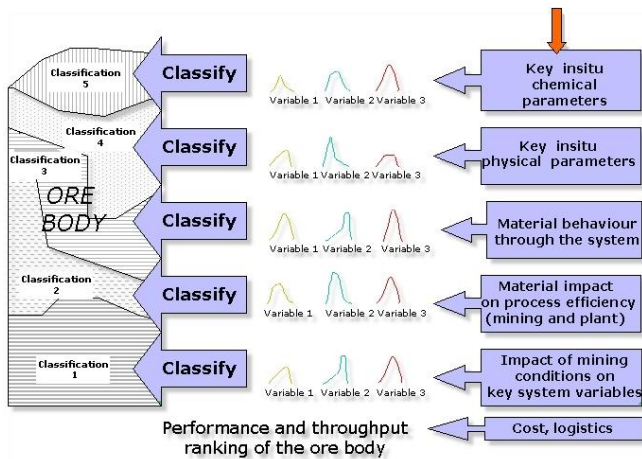 Classification
5
Classify
Variable 1 Variable 2 Variable 3
Key insitu
chemical
parameters
Classification
4
Classify
Variable 1 Variable 2 Variable 3
Key insitu
physical parameters
Classification
3
ORE
BODY
Classify
Variable 1 Variable 2 Variable 3
Material behaviour
through the system
Classification
2
Classify
Variable 1 Variable 2 Variable 3
Material impact
on process efficiency
(mining and plant)
Classification
1
Classify
Variable 1 Variable 2 Variable 3
Impact of mining
conditions on
key system variables
Performance and throughput
ranking of the ore body
Cost, logistics